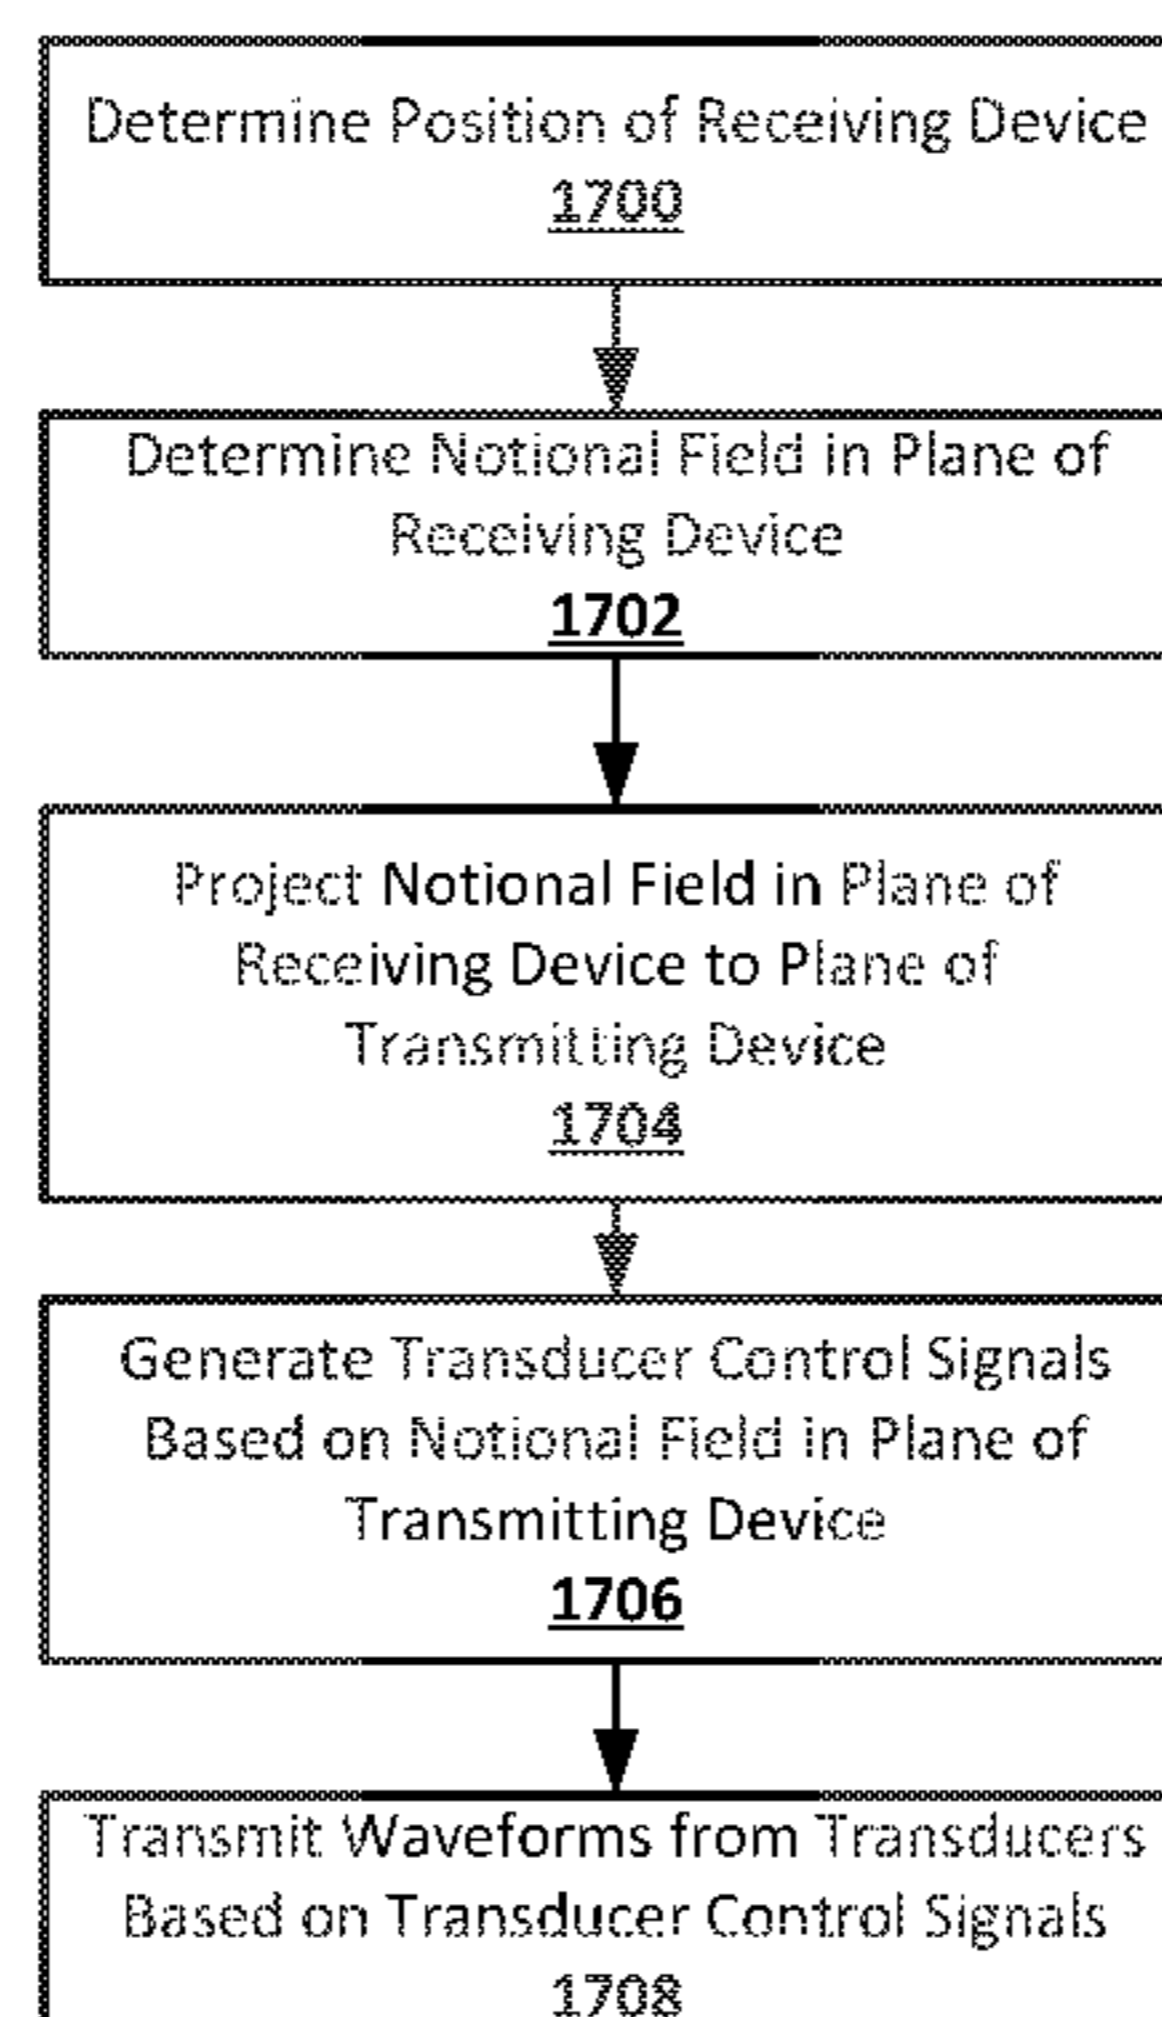 Determine Position of Receiving Device
1700
Determine Notional Field in Plane of
Receiving Device
1702
Project Notional Field in Plane of
Receiving Device to Plane of
Transmitting Device
1704
Generate Transducer Control Signals
Based on Notional Field in Plane of
Transmitting Device
1706
Transmit Waveforms from Transducers
Based on Transducer Control Signals
1708